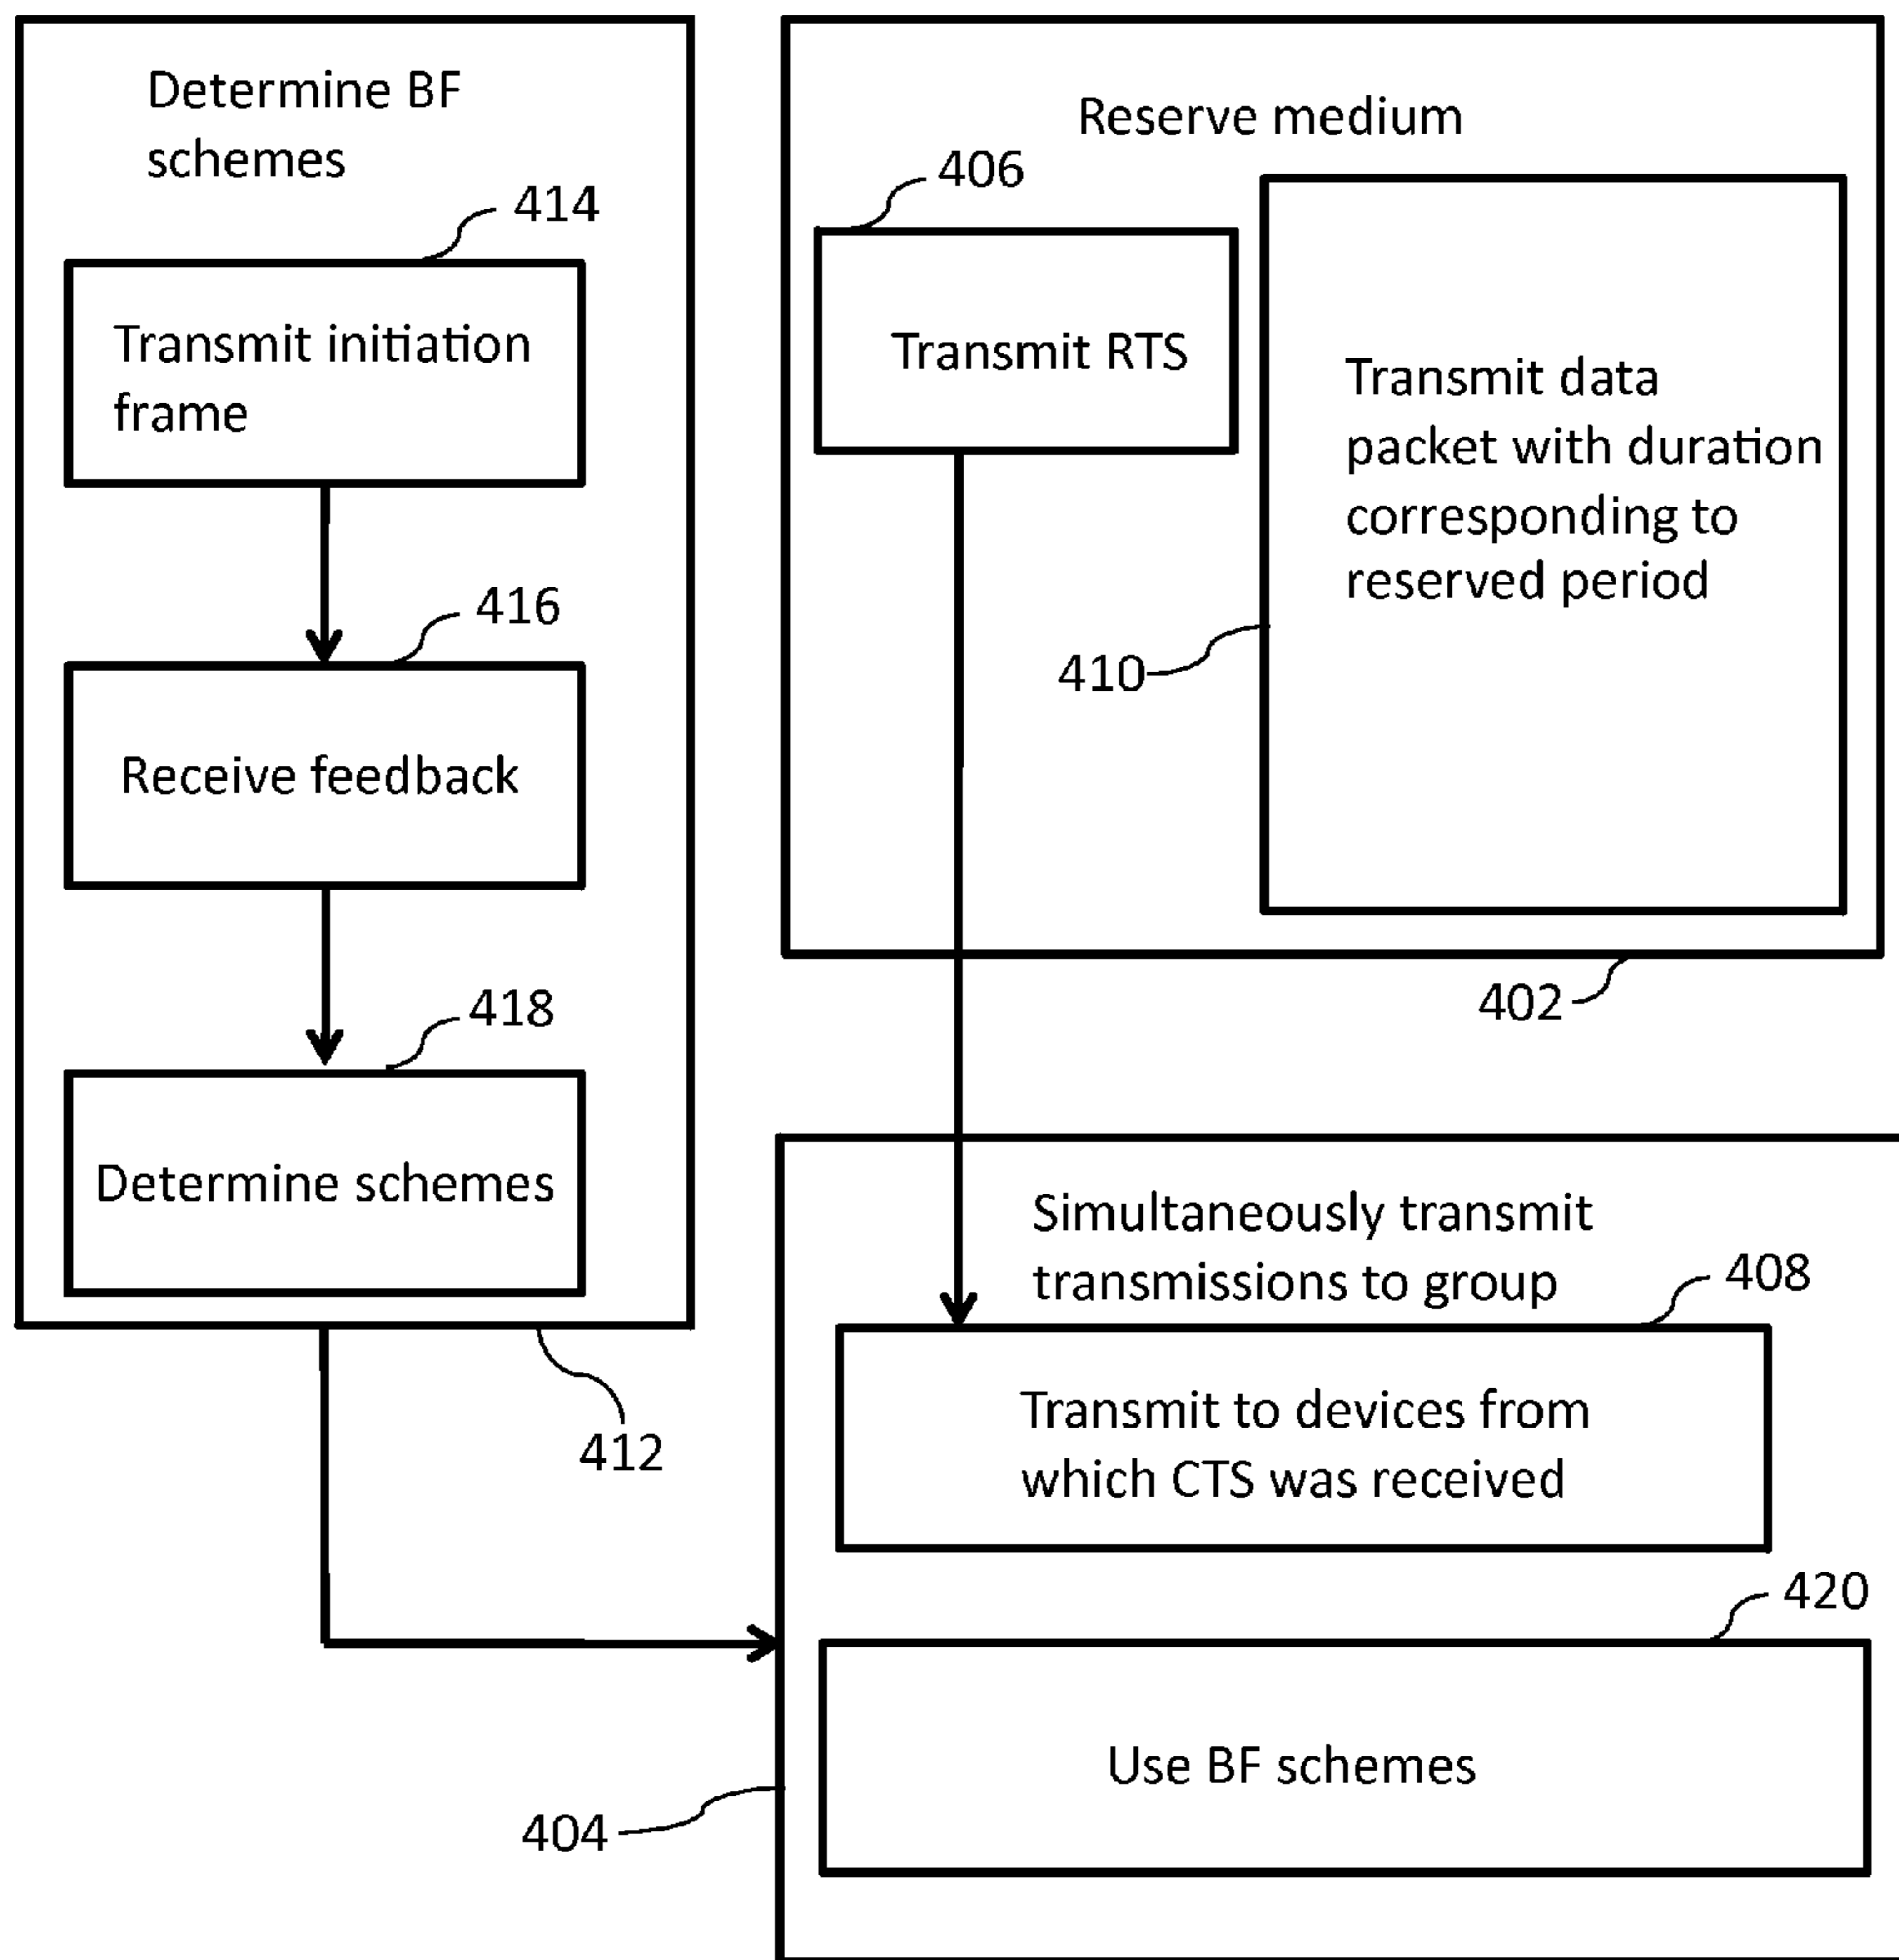 Determine BF
schemes
414
Transmit initiation
frame
416
Receive feedback
418
Determine schemes
412
Reserve medium
406
Transmit RTS
Transmit data
packet with duration
corresponding to
reserved period
410
402
Simultaneously transmit
transmissions to group
408
Transmit to devices from
which CTS was received
420
Use BF schemes
404